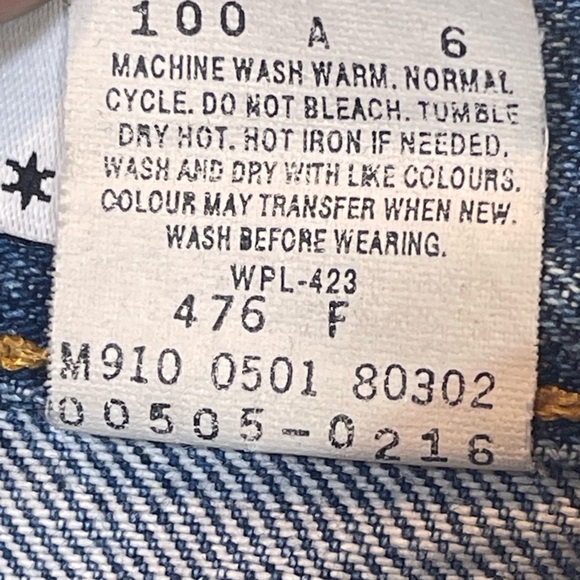 100 A 6
MACHINE WASH WARM. NORMAL
CYCLE. DO NOT BLEACH. TUMBLE
DRY HOT. HOT IRON IF NEEDED.
WASH AND DRY WITH LIKE COLOURS.
COLOUR MAY TRANSFER WHEN NEW.
WASH BEFORE WEARING.
WPL-423
476 F
M910 0501 80302
00505-0216